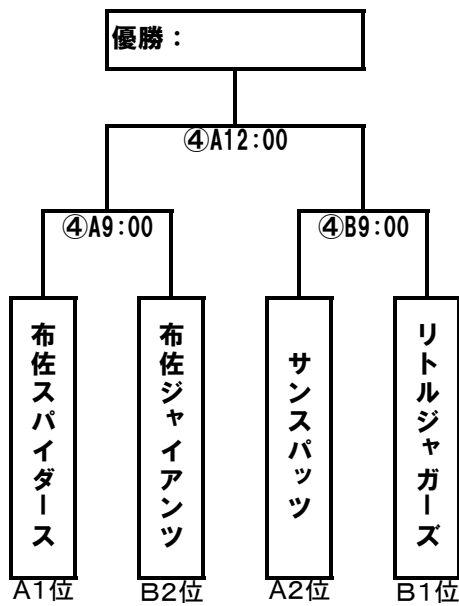 優勝：
④A12:00
④A9:00
④B9:00
布佐スパイダース
布佐ジャイアンツ
サンスパッツ
リトルジャガーズ
A1位
B2位
A2位
B1位